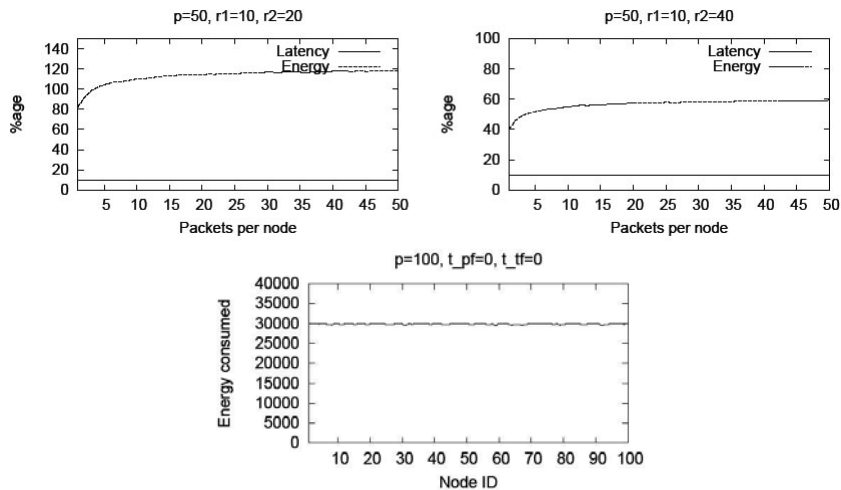 p=50, r1=10, r2=20
140
120
100
80
60
40
20
0
%age
Latency
Energy
5 10 15 20 25 30 35 40 45 50
Packets per node
p=50, r1=10, r2=40
100
80
60
40
20
0
%age
Latency
Energy
5 10 15 20 25 30 35 40 45 50
Packets per node
p=100, t_pf=0, t_tf=0
40000
35000
30000
25000
20000
15000
10000
5000
0
Energy consumed
10 20 30 40 50 60 70 80 90 100
Node ID